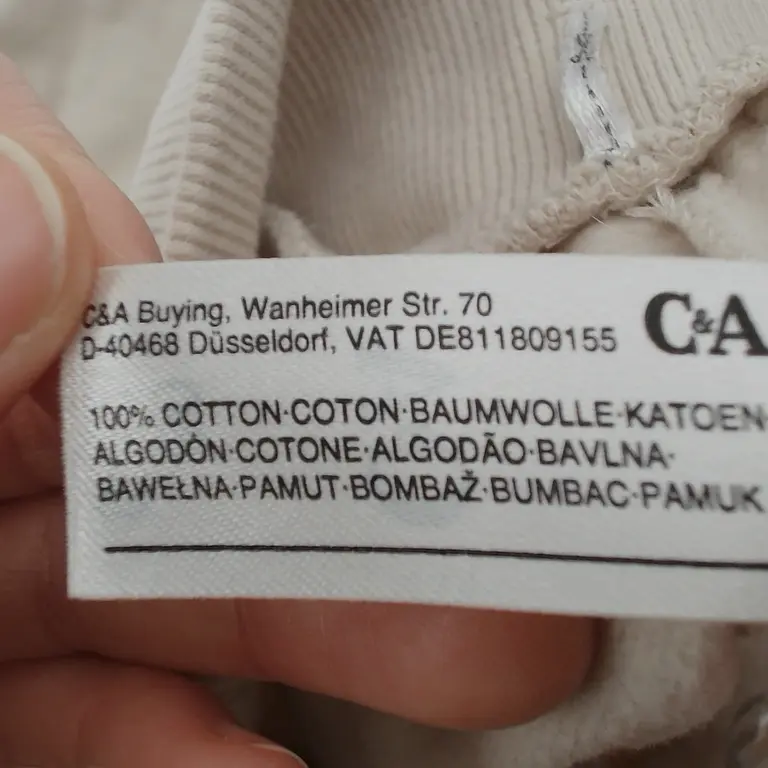 C&A Buying, Wanheimer Str. 70
D-40468 Düsseldorf, VAT DE811809155
C&A
100% COTTON·COTON·BAUMWOLLE·KATOEN·
ALGODÓN·COTONE·ALGODÃO·BAVLNA·
BAWEŁNA·PAMUT·BOMBAŽ·BUMBAC·PAMUK